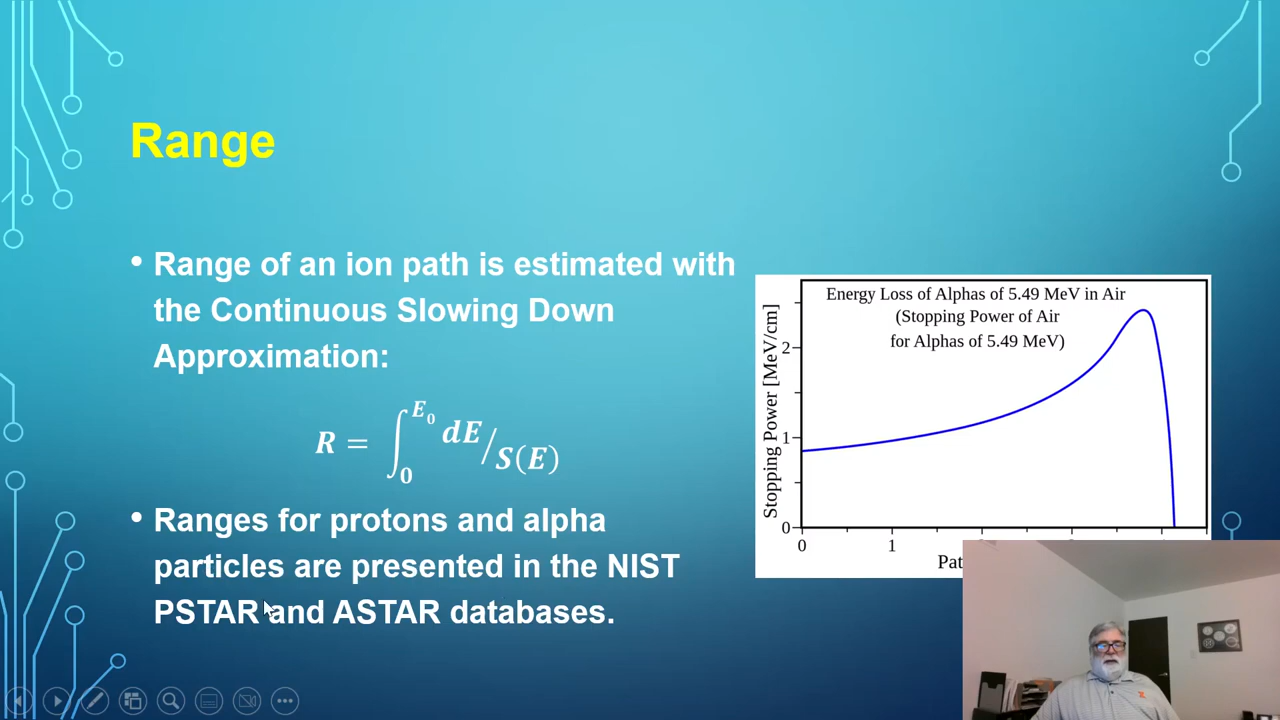 Range
• Range of an ion path is estimated with
the Continuous Slowing Down
Approximation:
R = ∫₀^E₀ dE/S(E)
• Ranges for protons and alpha
particles are presented in the NIST
PSTAR and ASTAR databases.
Energy Loss of Alphas of 5.49 MeV in Air
(Stopping Power of Air
for Alphas of 5.49 MeV)
Stopping Power [MeV/cm]
2
1
0
0 1